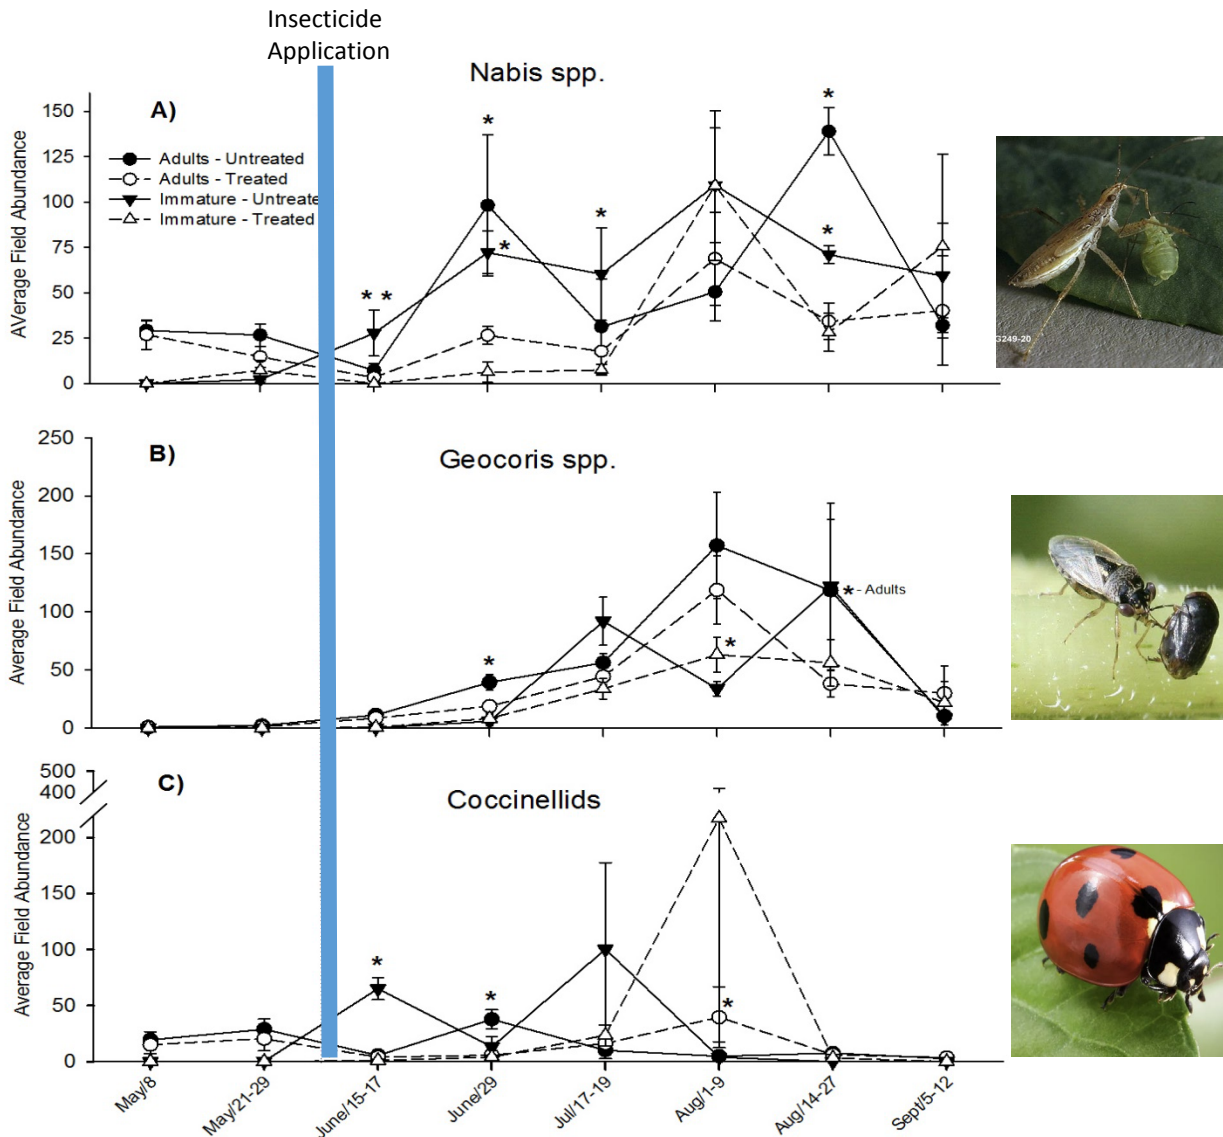 Insecticide
Application
Nabis spp.
A)
AVerage Field Abundance
150
125
100
75
50
25
0
Adults - Untreated
Adults - Treated
Immature - Untreate
Immature - Treated
* *
*
*
*
*
*
G249-20
B)
Geocoris spp.
Average Field Abundance
250
200
150
100
50
0
*
*
* - Adults
C)
Coccinellids
Average Field Abundance
500
400
200
150
100
50
0
*
*
*
May/8
May/21-29
June/15-17
June/29
Jul/17-19
Aug/1-9
Aug/14-27
Sept/5-12